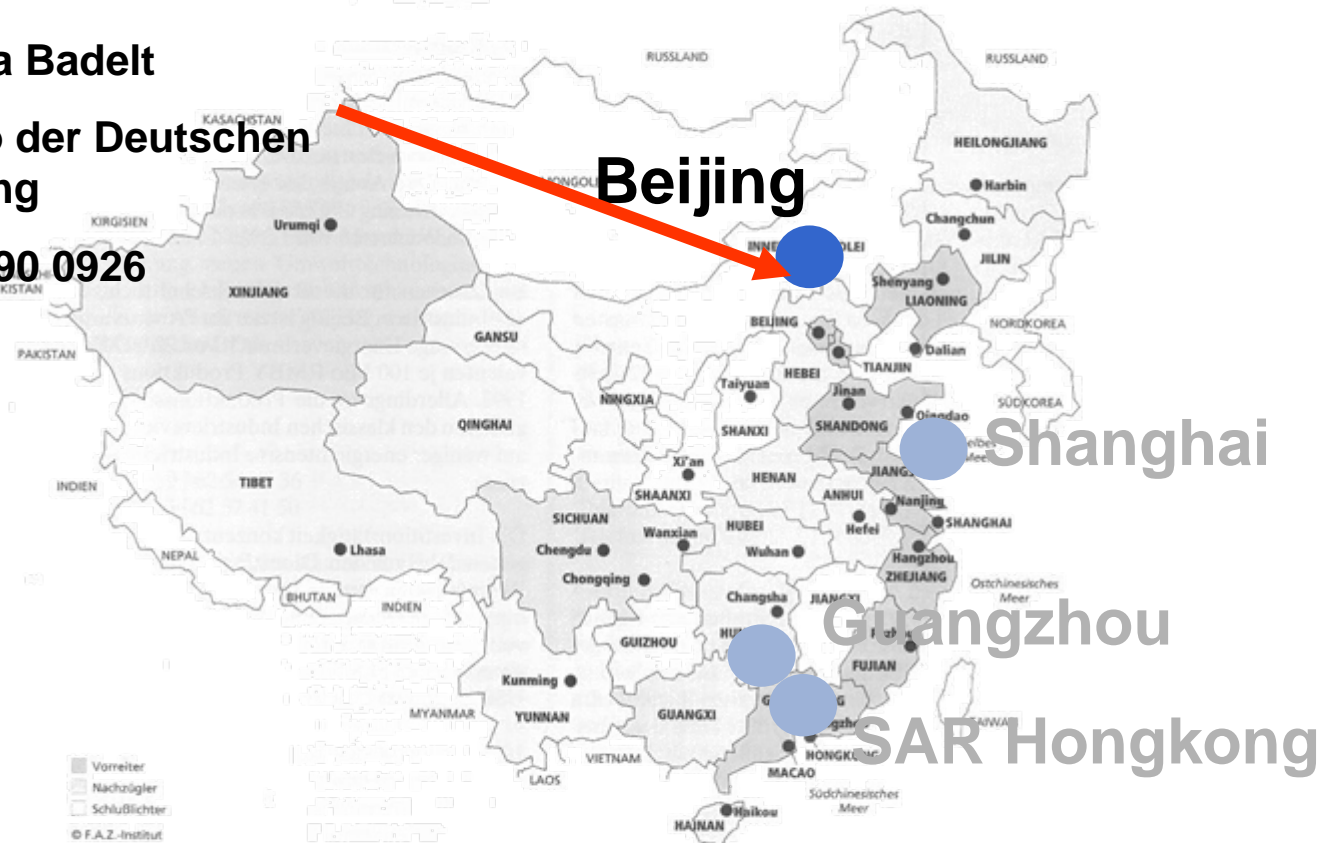 a Badelt
der Deutschen
ng
90 0926
Beijing
Shanghai
Guangzhou
SAR Hongkong
RUSSLAND
RUSSLAND
KASACHSTAN
HEILONGJIANG
Harbin
KIRGISIEN
Urumqi
Changchun
JILIN
KISTAN
XINJIANG
Shenyang
LIAONING
BEIJING
NORDKOREA
PAKISTAN
GANSU
Dalian
HEBEI
TIANJIN
Taiyuan
Jinan
NINGXIA
SÜDKOREA
Qingdao
QINGHAI
SHANXI
SHANDONG
Meer
Xi'an
INDIEN
TIBET
HENAN
SHAANXI
ANHUI
Nanjing
SICHUAN
Wanxian
HUBEI
Hefei
SHANGHAI
NEPAL
Lhasa
Chengdu
Wuhan
Hangzhou
Chongqing
ZHEJIANG
BHUTAN
INDIEN
Changsha
JIANGXI
Ostchinesisches
Meer
GUIZHOU
FUJIAN
Kunming
MYANMAR
YUNNAN
GUANGXI
VIETNAM
HONGKONG
LAOS
MACAO
Südchinesisches
Meer
HAINAN
Haikou
Vorreiter
Nachzügler
Schlußlichter
© F.A.Z.-Institut